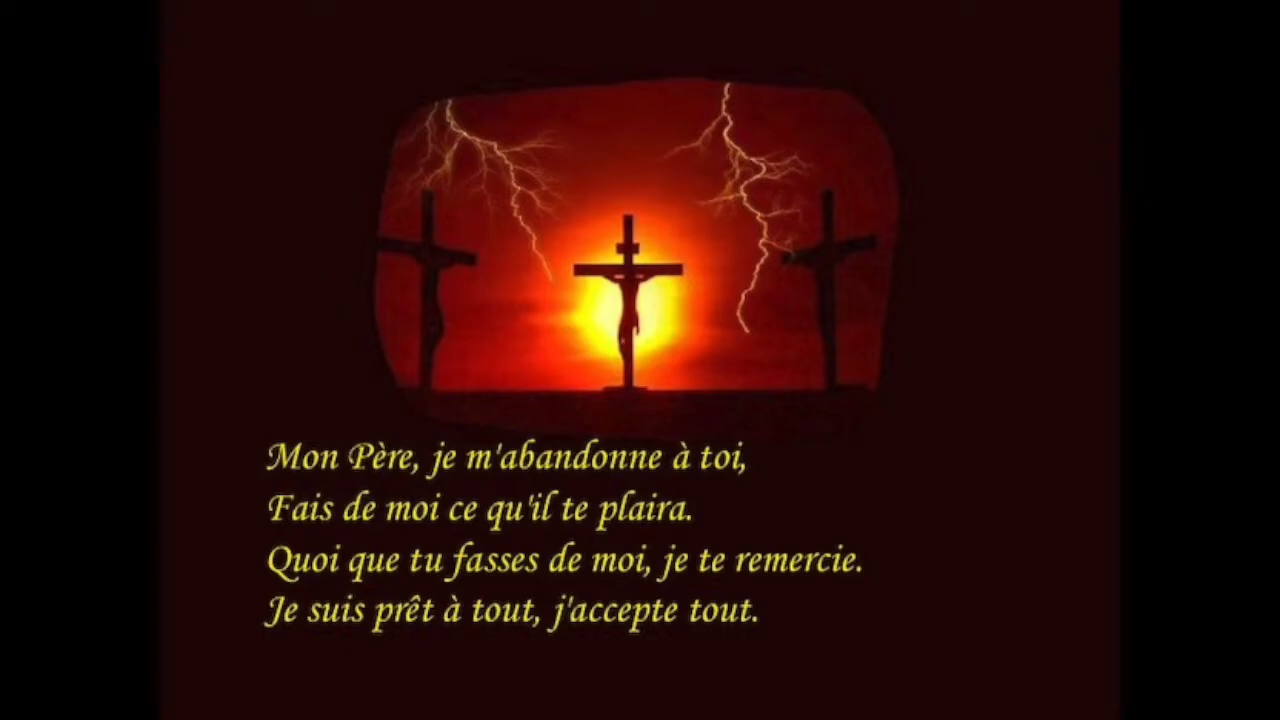 Mon Père, je m'abandonne à toi,
Fais de moi ce qu'il te plaira.
Quoi que tu fasses de moi, je te remercie.
Je suis prêt à tout, j'accepte tout.